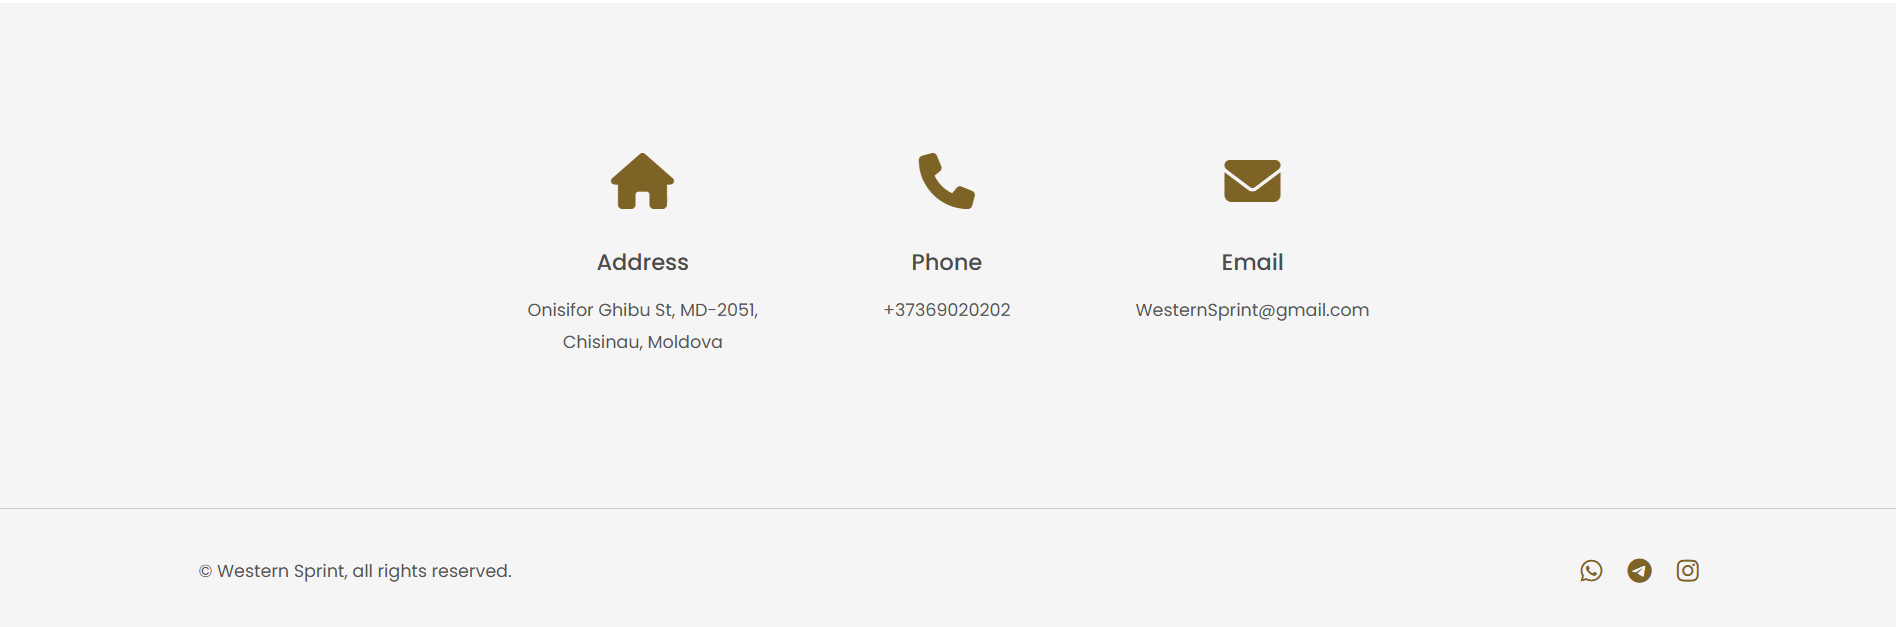 Address
Onisifor Ghibu St, MD-2051,
Chisinau, Moldova
Phone
+37369020202
Email
WesternSprint@gmail.com
© Western Sprint, all rights reserved.